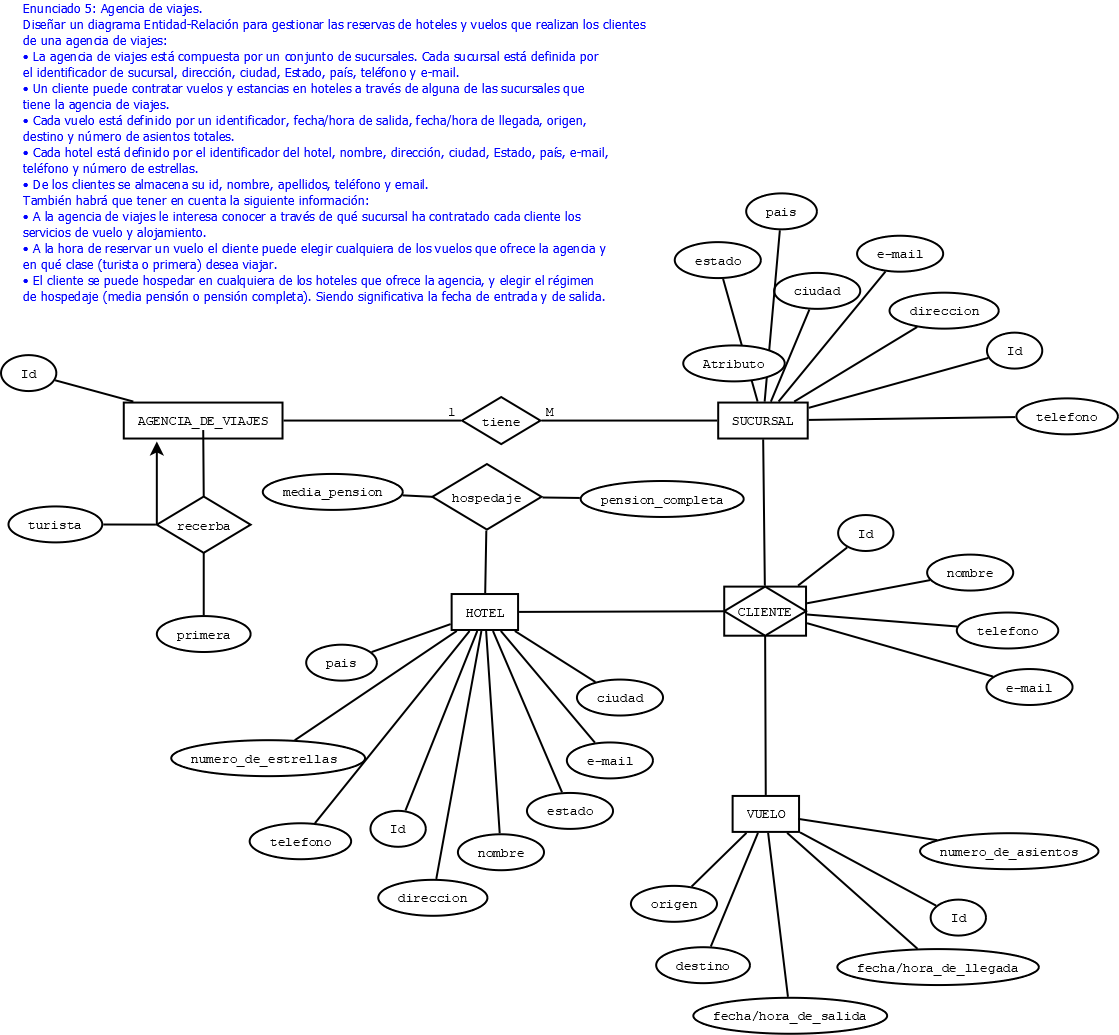 Enunciado 5: Agencia de viajes.
Diseñar un diagrama Entidad-Relación para gestionar las reservas de hoteles y vuelos que realizan los clientes
de una agencia de viajes:
• La agencia de viajes está compuesta por un conjunto de sucursales. Cada sucursal está definida por
el identificador de sucursal, dirección, ciudad, Estado, país, teléfono y e-mail.
• Un cliente puede contratar vuelos y estancias en hoteles a través de alguna de las sucursales que
tiene la agencia de viajes.
• Cada vuelo está definido por un identificador, fecha/hora de salida, fecha/hora de llegada, origen,
destino y número de asientos totales.
• Cada hotel está definido por el identificador del hotel, nombre, dirección, ciudad, Estado, país, e-mail,
teléfono y número de estrellas.
• De los clientes se almacena su id, nombre, apellidos, teléfono y email.
También habrá que tener en cuenta la siguiente información:
• A la agencia de viajes le interesa conocer a través de qué sucursal ha contratado cada cliente los
servicios de vuelo y alojamiento.
• A la hora de reservar un vuelo el cliente puede elegir cualquiera de los vuelos que ofrece la agencia y
en qué clase (turista o primera) desea viajar.
• El cliente se puede hospedar en cualquiera de los hoteles que ofrece la agencia, y elegir el régimen
de hospedaje (media pensión o pensión completa). Siendo significativa la fecha de entrada y de salida.
pais
estado
e-mail
ciudad
direccion
Id
Atributo
Id
telefono
AGENCIA_DE_VIAJES
1
tiene
M
SUCURSAL
media_pension
hospedaje
pension_completa
turista
recerba
Id
nombre
HOTEL
CLIENTE
primera
telefono
pais
e-mail
ciudad
numero_de_estrellas
e-mail
estado
VUELO
telefono
Id
nombre
numero_de_asientos
direccion
origen
Id
destino
fecha/hora_de_llegada
fecha/hora_de_salida